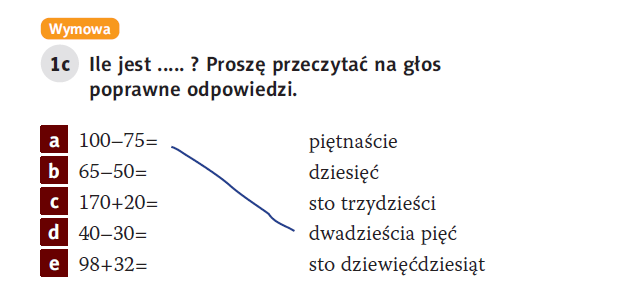 Wymowa
1c Ile jest ..... ? Proszę przeczytać na głos
poprawne odpowiedzi.
a 100–75= piętnaście
b 65–50= dziesięć
c 170+20= sto trzydzieści
d 40–30= dwadzieścia pięć
e 98+32= sto dziewięćdziesiąt